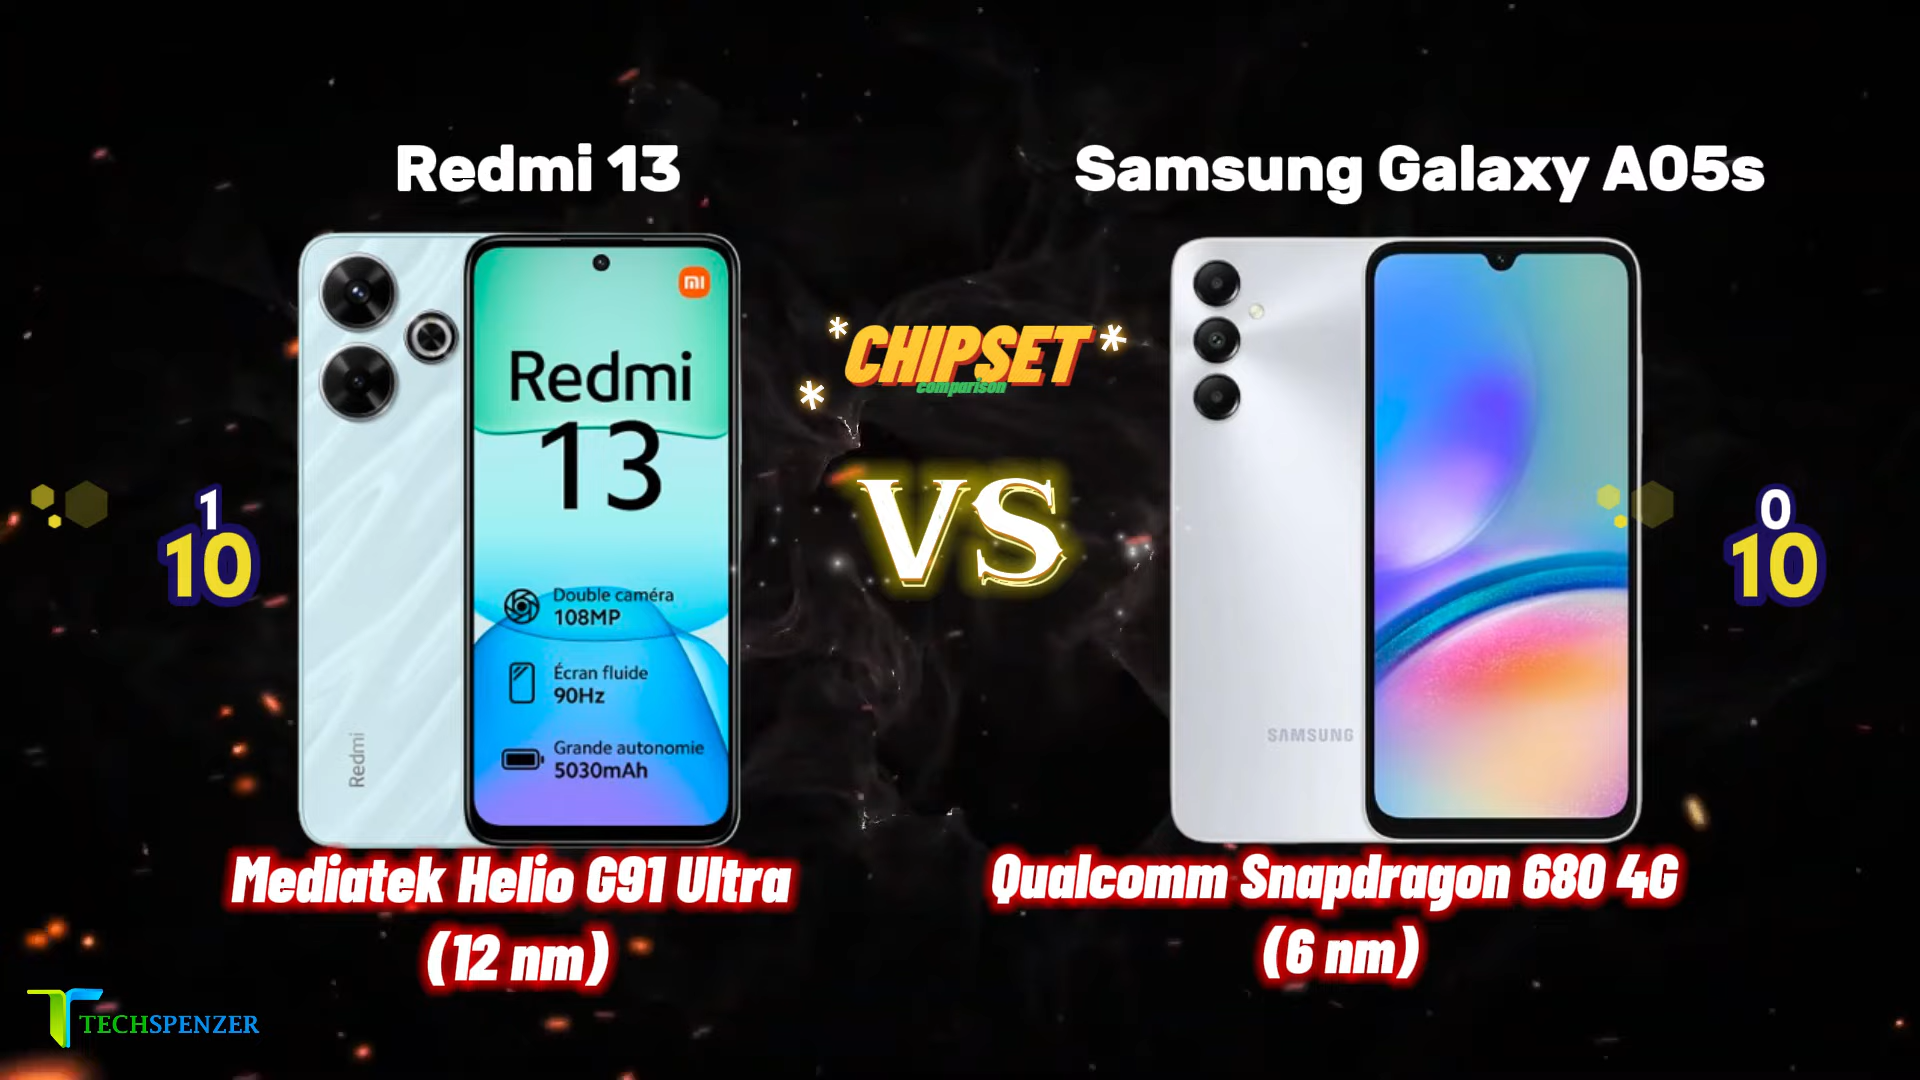 Redmi 13
Samsung Galaxy A05s
mi
Redmi
13
Double caméra
108MP
Écran fluide
90Hz
Grande autonomie
5030mAh
Redmi
*CHIPSET*
*comparison
VS
SAMSUNG
1
10
0
10
Mediatek Helio G91 Ultra
(12 nm)
Qualcomm Snapdragon 680 4G
(6 nm)
TECHSPENZER